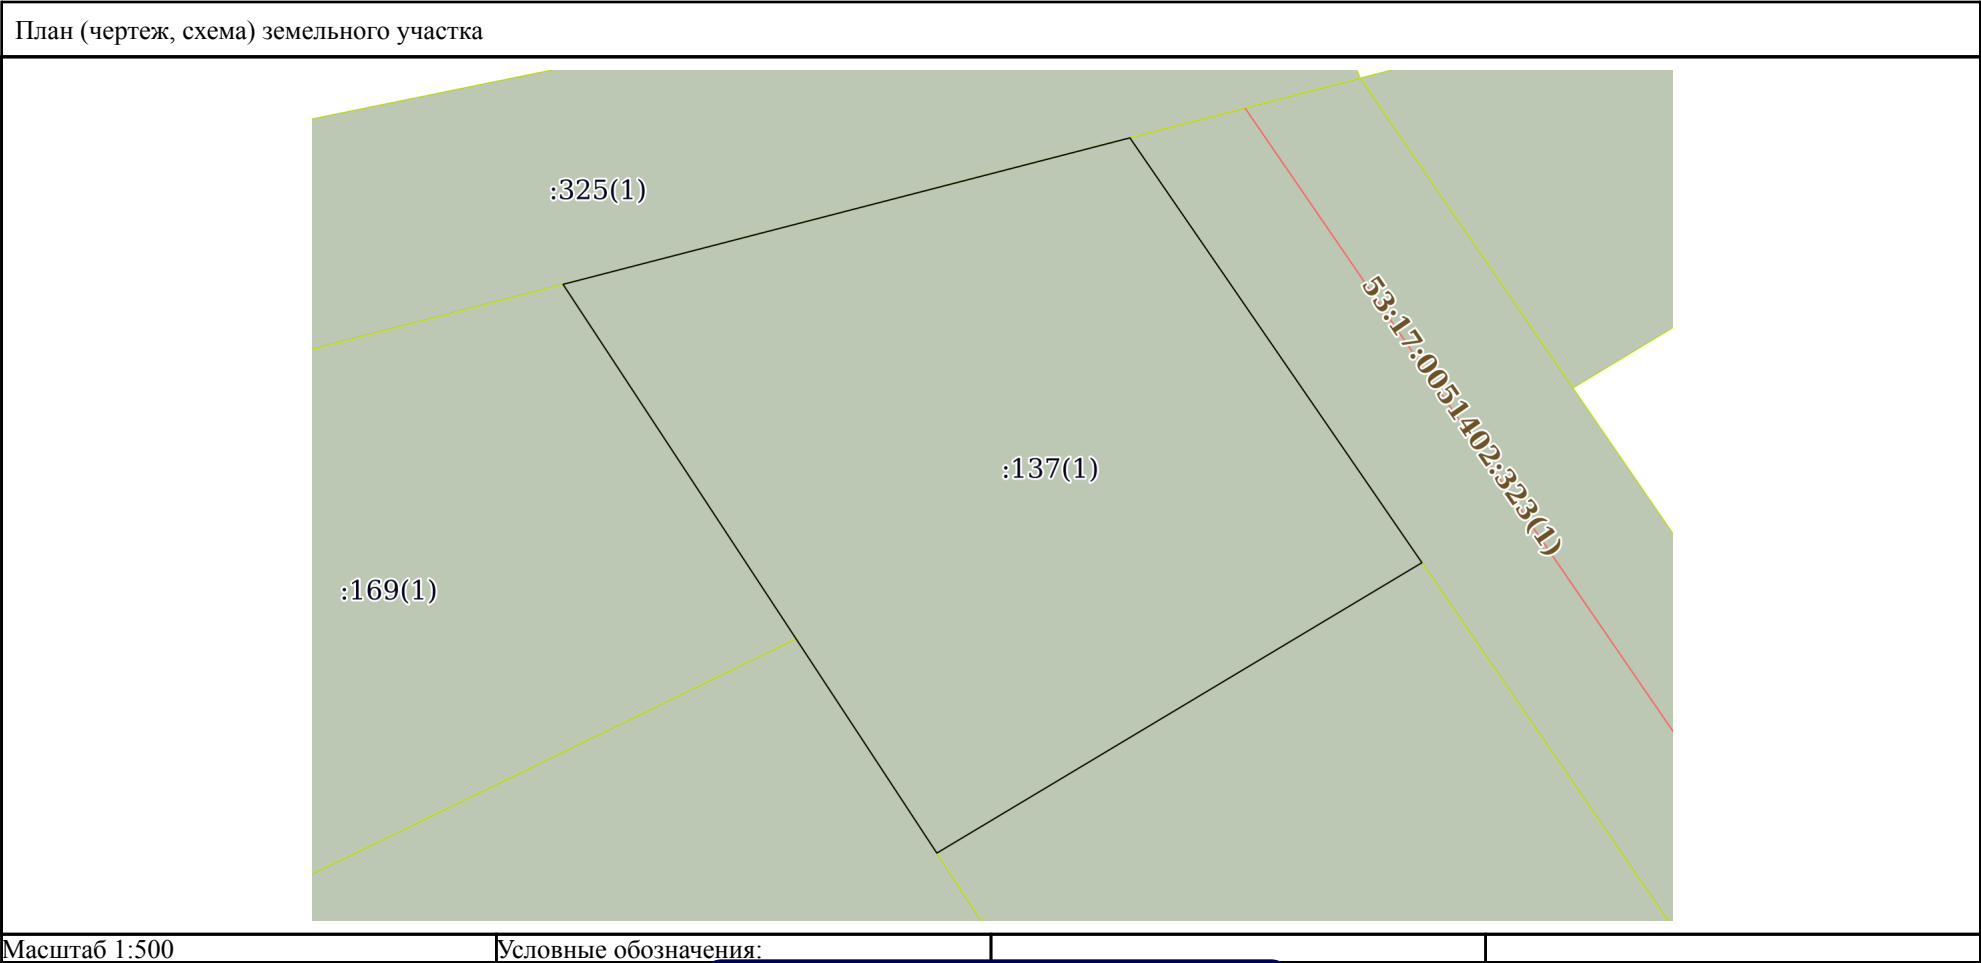 План (чертеж, схема) земельного участка
:325(1)
53:17:0051402:323(1)
:137(1)
:169(1)
Масштаб 1:500
Условные обозначения: